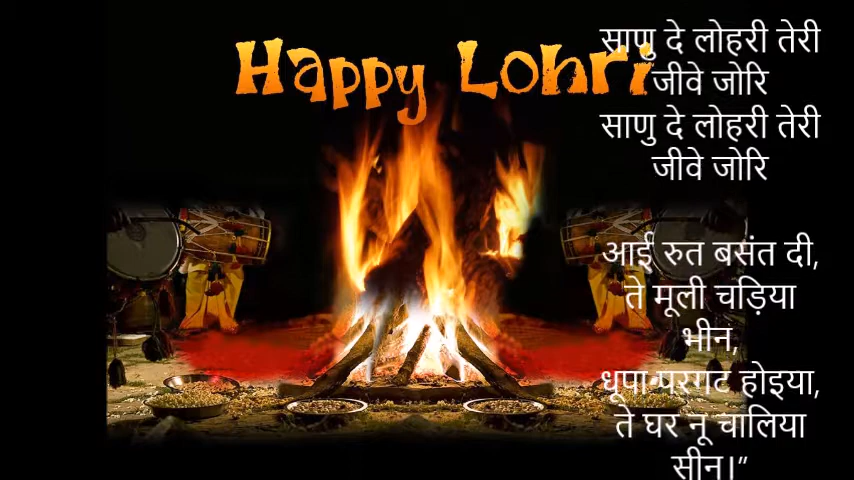 Happy Lohri
साणु दे लोहरी तेरी
जीवे जोरि
साणु दे लोहरी तेरी
जीवे जोरि
आई रुत बसंत दी,
ते मूली चड़िया
भीन,
धूपा परगट होइया,
ते घर नू चालिया
सीन।”